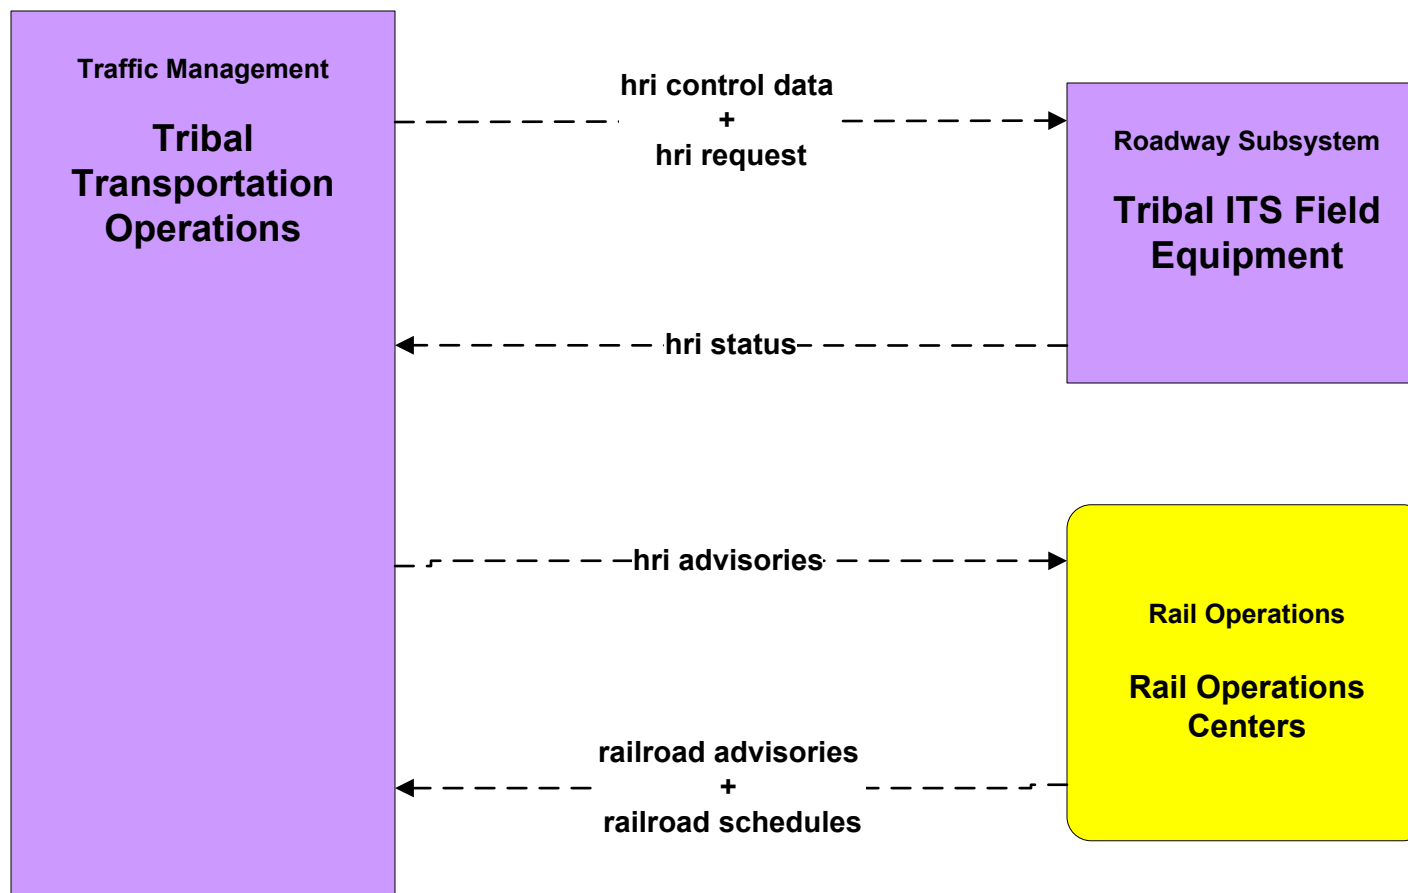 Traffic Management
Tribal
Transportation
Operations
hri control data
+
hri request
Roadway Subsystem
Tribal ITS Field
Equipment
hri status
hri advisories
Rail Operations
Rail Operations
Centers
railroad advisories
+
railroad schedules